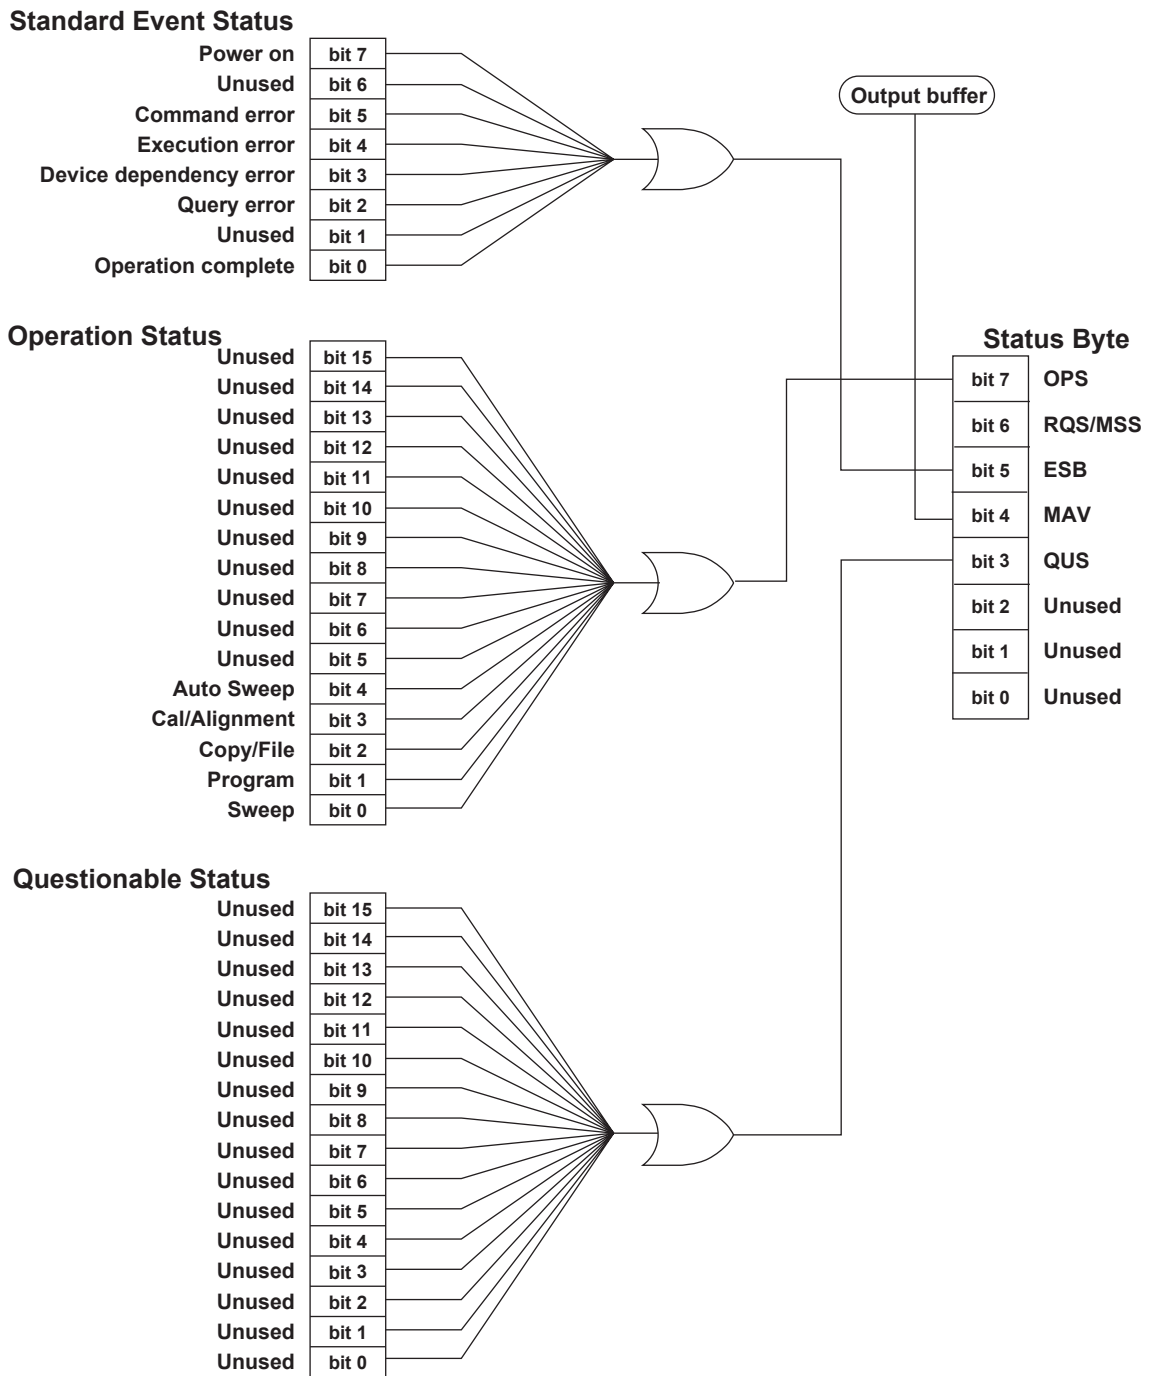 Standard Event Status
Power on bit 7
Unused bit 6
Command error bit 5
Execution error bit 4
Device dependency error bit 3
Query error bit 2
Unused bit 1
Operation complete bit 0
Output buffer
Operation Status
Unused bit 15
Unused bit 14
Unused bit 13
Unused bit 12
Unused bit 11
Unused bit 10
Unused bit 9
Unused bit 8
Unused bit 7
Unused bit 6
Unused bit 5
Auto Sweep bit 4
Cal/Alignment bit 3
Copy/File bit 2
Program bit 1
Sweep bit 0
Status Byte
bit 7 OPS
bit 6 RQS/MSS
bit 5 ESB
bit 4 MAV
bit 3 QUS
bit 2 Unused
bit 1 Unused
bit 0 Unused
Questionable Status
Unused bit 15
Unused bit 14
Unused bit 13
Unused bit 12
Unused bit 11
Unused bit 10
Unused bit 9
Unused bit 8
Unused bit 7
Unused bit 6
Unused bit 5
Unused bit 4
Unused bit 3
Unused bit 2
Unused bit 1
Unused bit 0